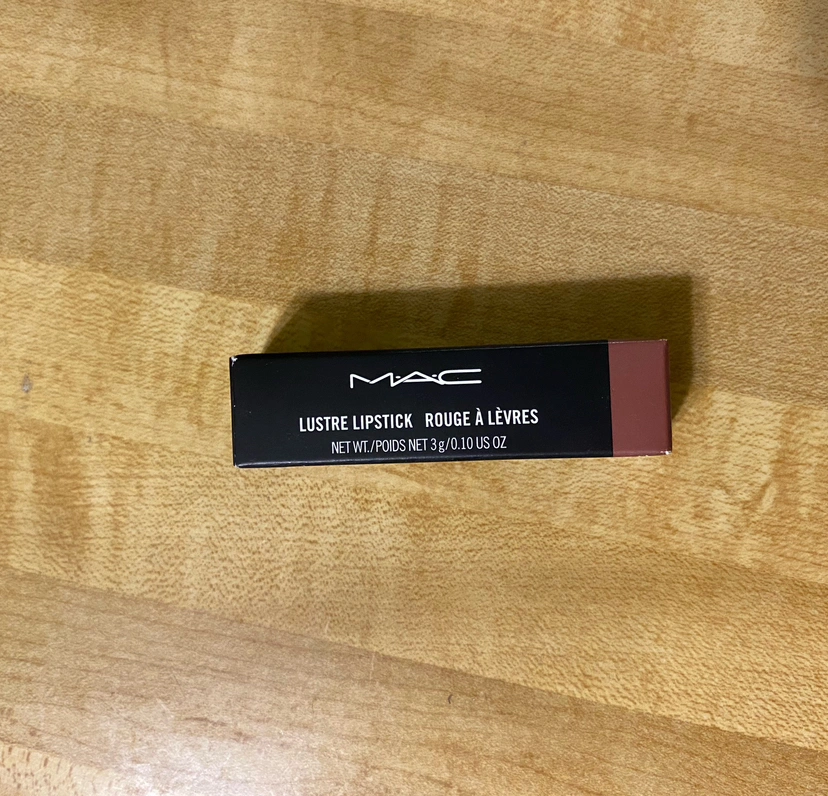 M·A·C
LUSTRE LIPSTICK ROUGE À LÈVRES
NET WT./POIDS NET 3 g/0.10 US OZ